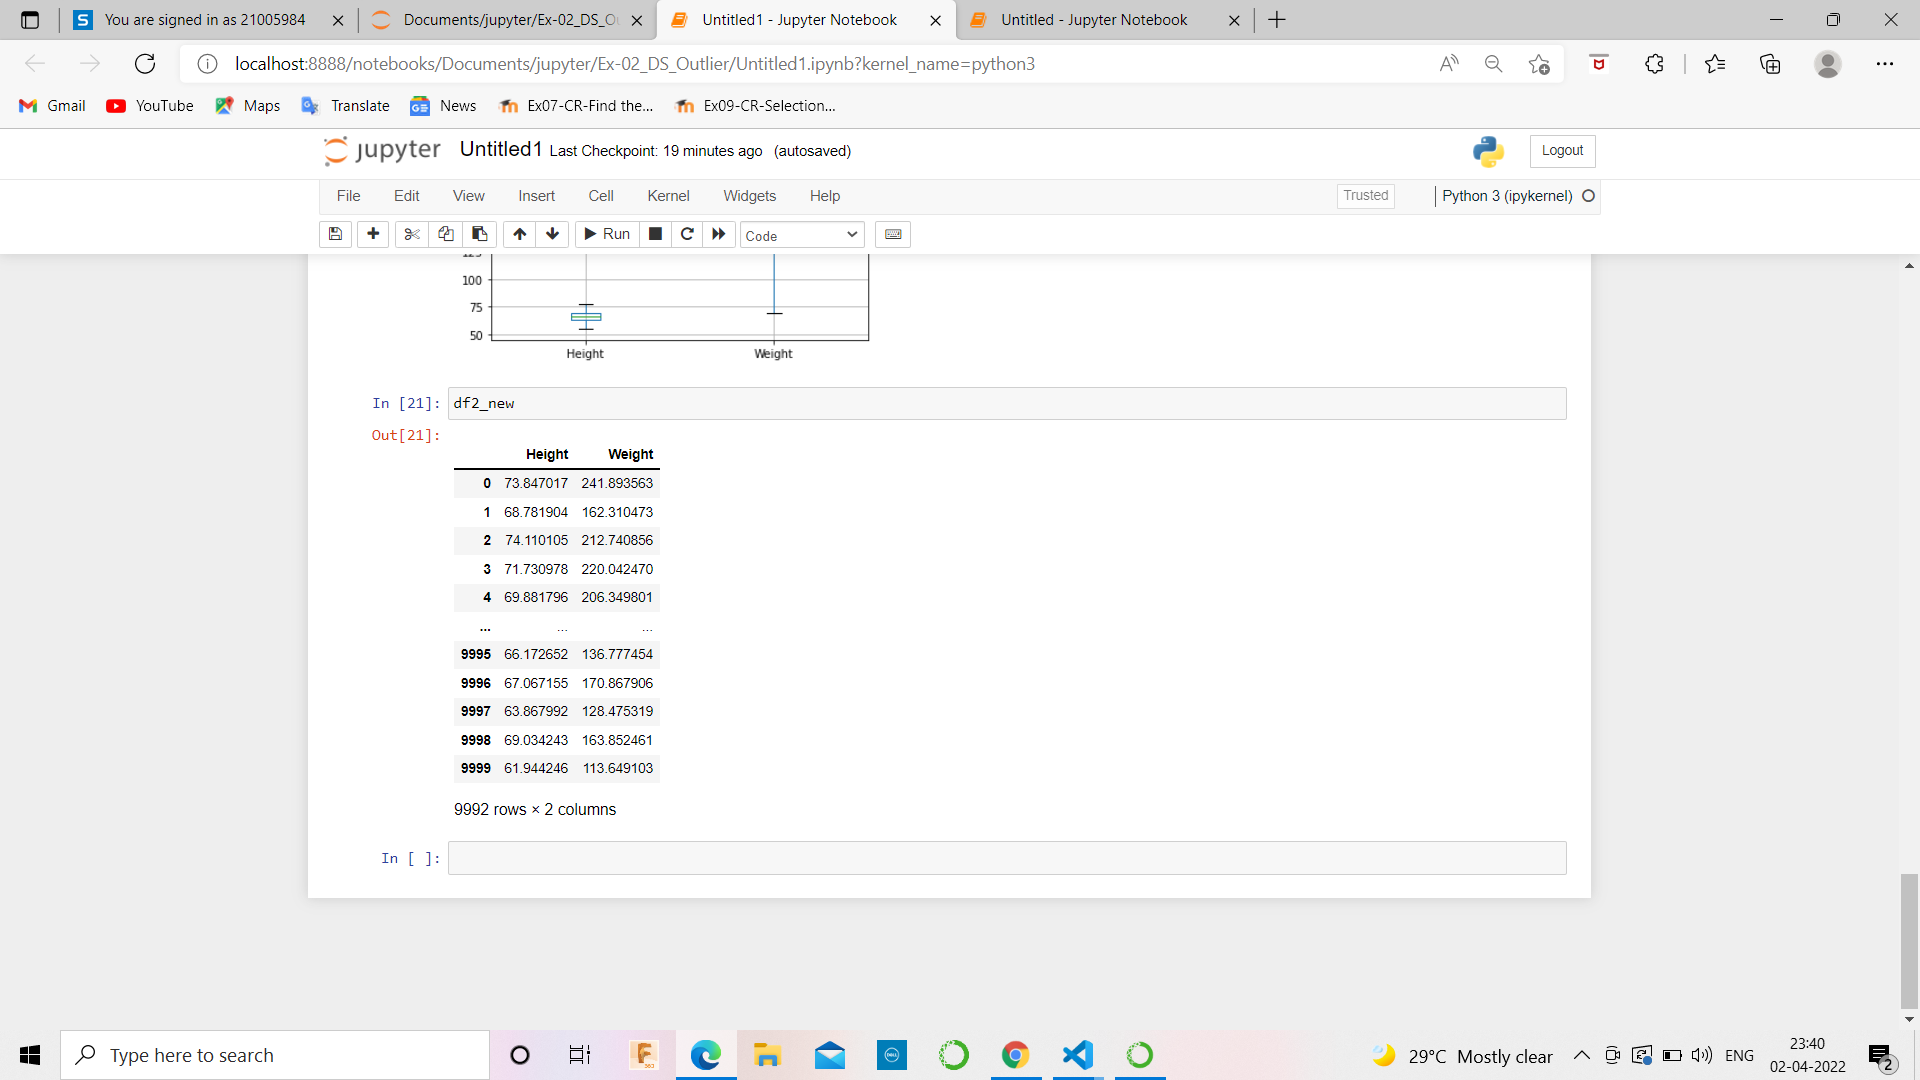 You are signed in as 21005984
Documents/jupyter/Ex-02_DS_Ou
Untitled1 - Jupyter Notebook
Untitled - Jupyter Notebook
localhost:8888/notebooks/Documents/jupyter/Ex-02_DS_Outlier/Untitled1.ipynb?kernel_name=python3
Gmail YouTube Maps Translate News Ex07-CR-Find the... Ex09-CR-Selection...
jupyter Untitled1 Last Checkpoint: 19 minutes ago (autosaved) Logout
File Edit View Insert Cell Kernel Widgets Help Trusted Python 3 (ipykernel)
Run Code
125
100
75
50
Height Weight
In [21]: df2_new
Out[21]:
Height Weight
0 73.847017 241.893563
1 68.781904 162.310473
2 74.110105 212.740856
3 71.730978 220.042470
4 69.881796 206.349801
... ... ...
9995 66.172652 136.777454
9996 67.067155 170.867906
9997 63.867992 128.475319
9998 69.034243 163.852461
9999 61.944246 113.649103
9992 rows × 2 columns
In [ ]:
Type here to search
29°C Mostly clear
ENG
23:40
02-04-2022
2